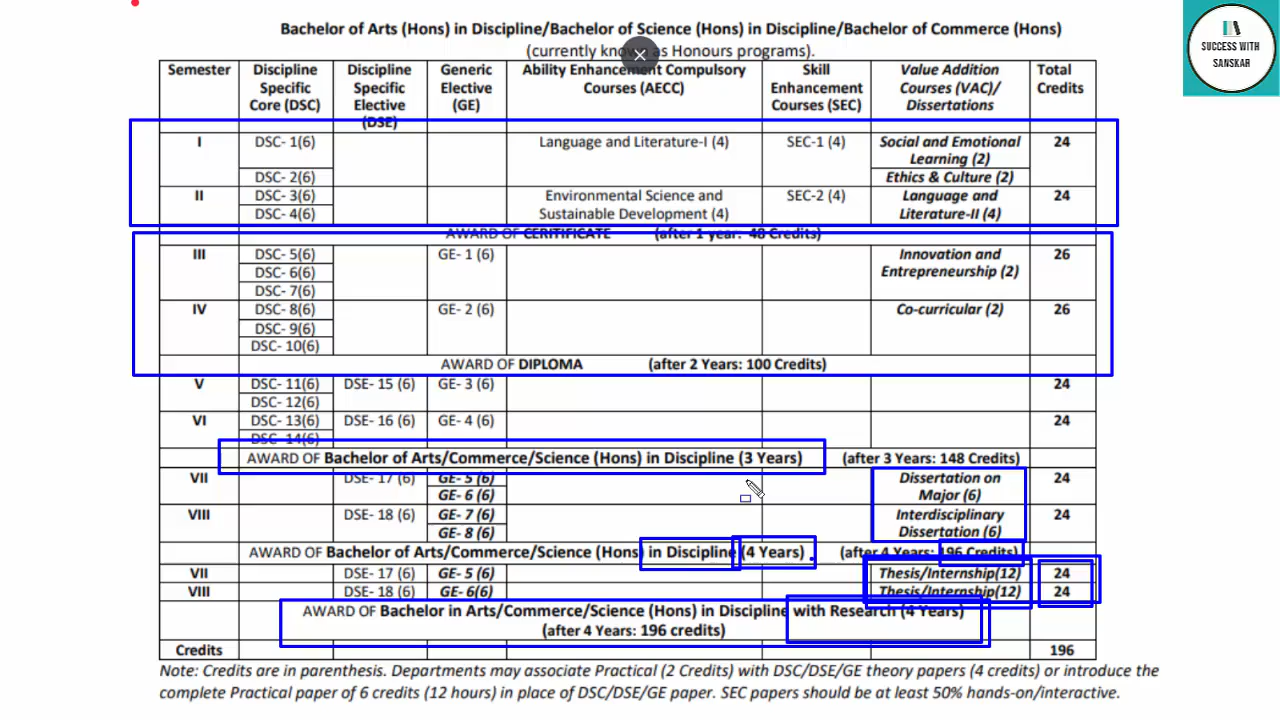 Bachelor of Arts (Hons) in Discipline/Bachelor of Science (Hons) in Discipline/Bachelor of Commerce (Hons)
(currently known as Honours programs).
SUCCESS WITH
SANSKAR
Semester Discipline Specific Core (DSC) Discipline Specific Elective (DSE) Generic Elective (GE) Ability Enhancement Compulsory Courses (AECC) Skill Enhancement Courses (SEC) Value Addition Courses (VAC)/ Dissertations Total Credits
I DSC- 1(6) Language and Literature-I (4) SEC-1 (4) Social and Emotional Learning (2) 24
DSC- 2(6) Ethics & Culture (2)
II DSC- 3(6) Environmental Science and SEC-2 (4) Language and 24
DSC- 4(6) Sustainable Development (4) Literature-II (4)
AWARD OF CERITIFICATE (after 1 year: 48 Credits)
III DSC- 5(6) GE- 1 (6) Innovation and 26
DSC- 6(6) Entrepreneurship (2)
DSC- 7(6)
IV DSC- 8(6) GE- 2 (6) Co-curricular (2) 26
DSC- 9(6)
DSC- 10(6)
AWARD OF DIPLOMA (after 2 Years: 100 Credits)
V DSC- 11(6) DSE- 15 (6) GE- 3 (6) 24
DSC- 12(6)
VI DSC- 13(6) DSE- 16 (6) GE- 4 (6) 24
DSC- 14(6)
AWARD OF Bachelor of Arts/Commerce/Science (Hons) in Discipline (3 Years) (after 3 Years: 148 Credits)
VII DSE- 17 (6) GE- 5 (6) Dissertation on 24
GE- 6 (6) Major (6)
VIII DSE- 18 (6) GE- 7 (6) Interdisciplinary 24
GE- 8 (6) Dissertation (6)
AWARD OF Bachelor of Arts/Commerce/Science (Hons) in Discipline (4 Years) . (after 4 Years: 196 Credits)
VII DSE- 17 (6) GE- 5 (6) Thesis/Internship(12) 24
VIII DSE- 18 (6) GE- 6(6) Thesis/Internship(12) 24
AWARD OF Bachelor in Arts/Commerce/Science (Hons) in Discipline with Research (4 Years)
(after 4 Years: 196 credits)
Credits 196
Note: Credits are in parenthesis. Departments may associate Practical (2 Credits) with DSC/DSE/GE theory papers (4 credits) or introduce the
complete Practical paper of 6 credits (12 hours) in place of DSC/DSE/GE paper. SEC papers should be at least 50% hands-on/interactive.